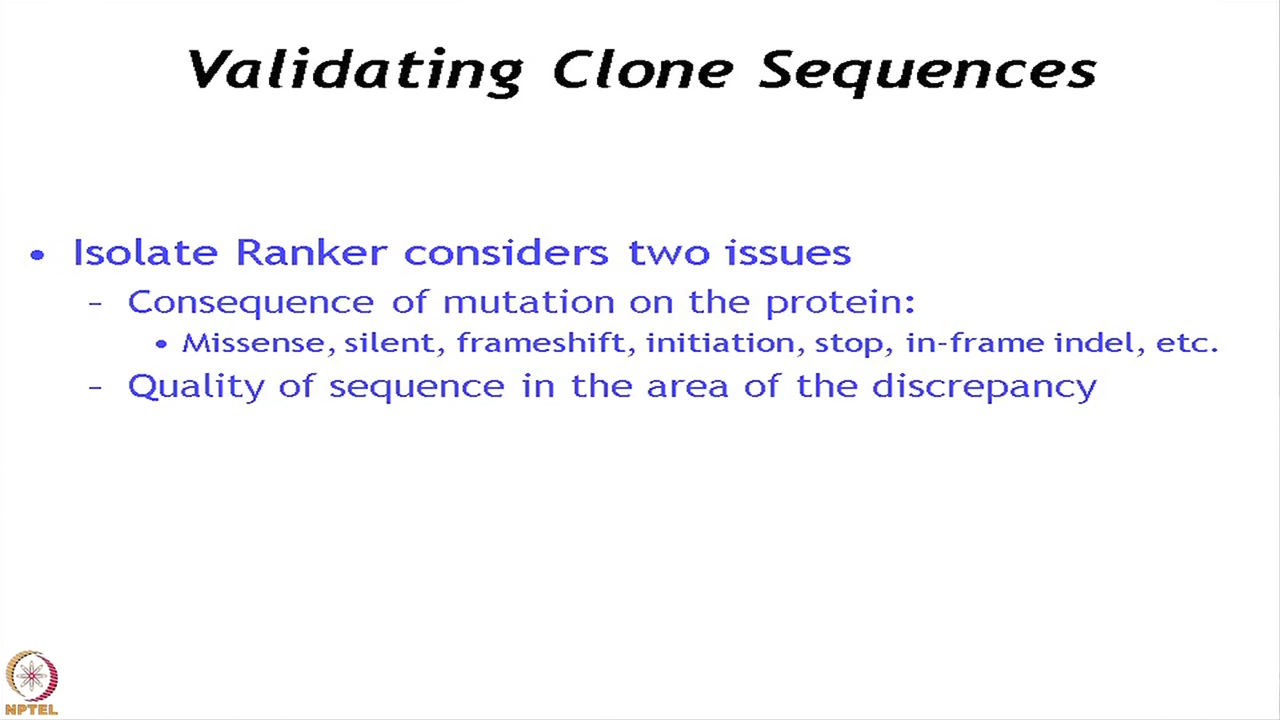 Validating Clone Sequences
• Isolate Ranker considers two issues
– Consequence of mutation on the protein:
• Missense, silent, frameshift, initiation, stop, in-frame indel, etc.
– Quality of sequence in the area of the discrepancy
NPTEL